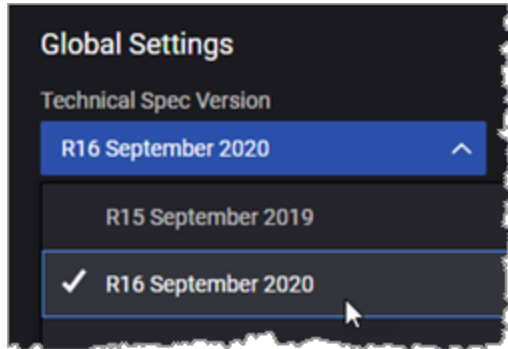 Global Settings
Technical Spec Version
R16 September 2020
R15 September 2019
R16 September 2020